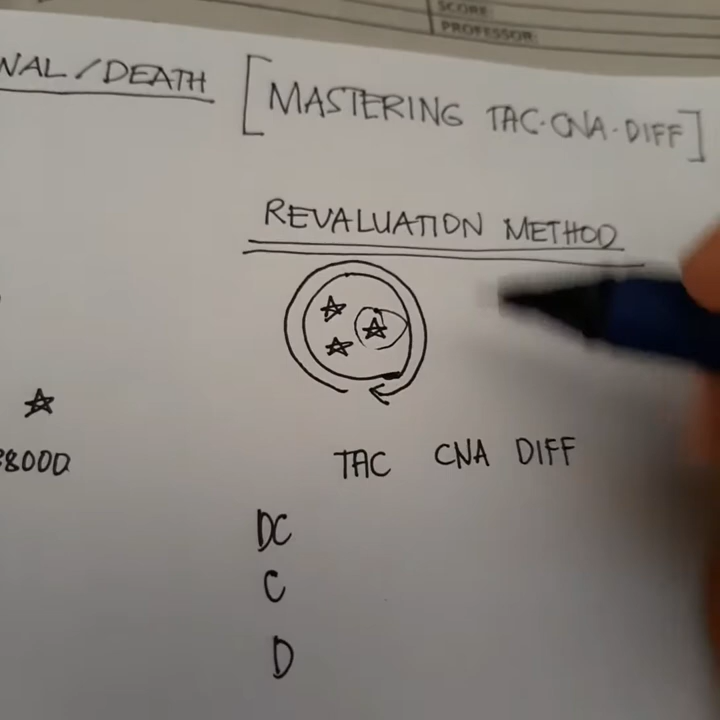 SCORE:
PROFESSOR:
NAL/DEATH [MASTERING TAC·CNA·DIFF]
REVALUATION METHOD
8000
TAC CNA DIFF
DC
C
D